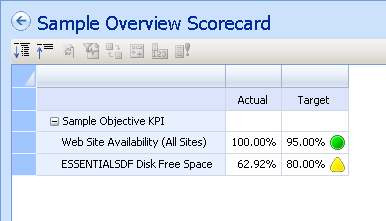 Sample Overview Scorecard
Actual Target
Sample Objective KPI
Web Site Availability (All Sites) 100.00% 95.00%
ESSENTIALSDF Disk Free Space 62.92% 80.00%